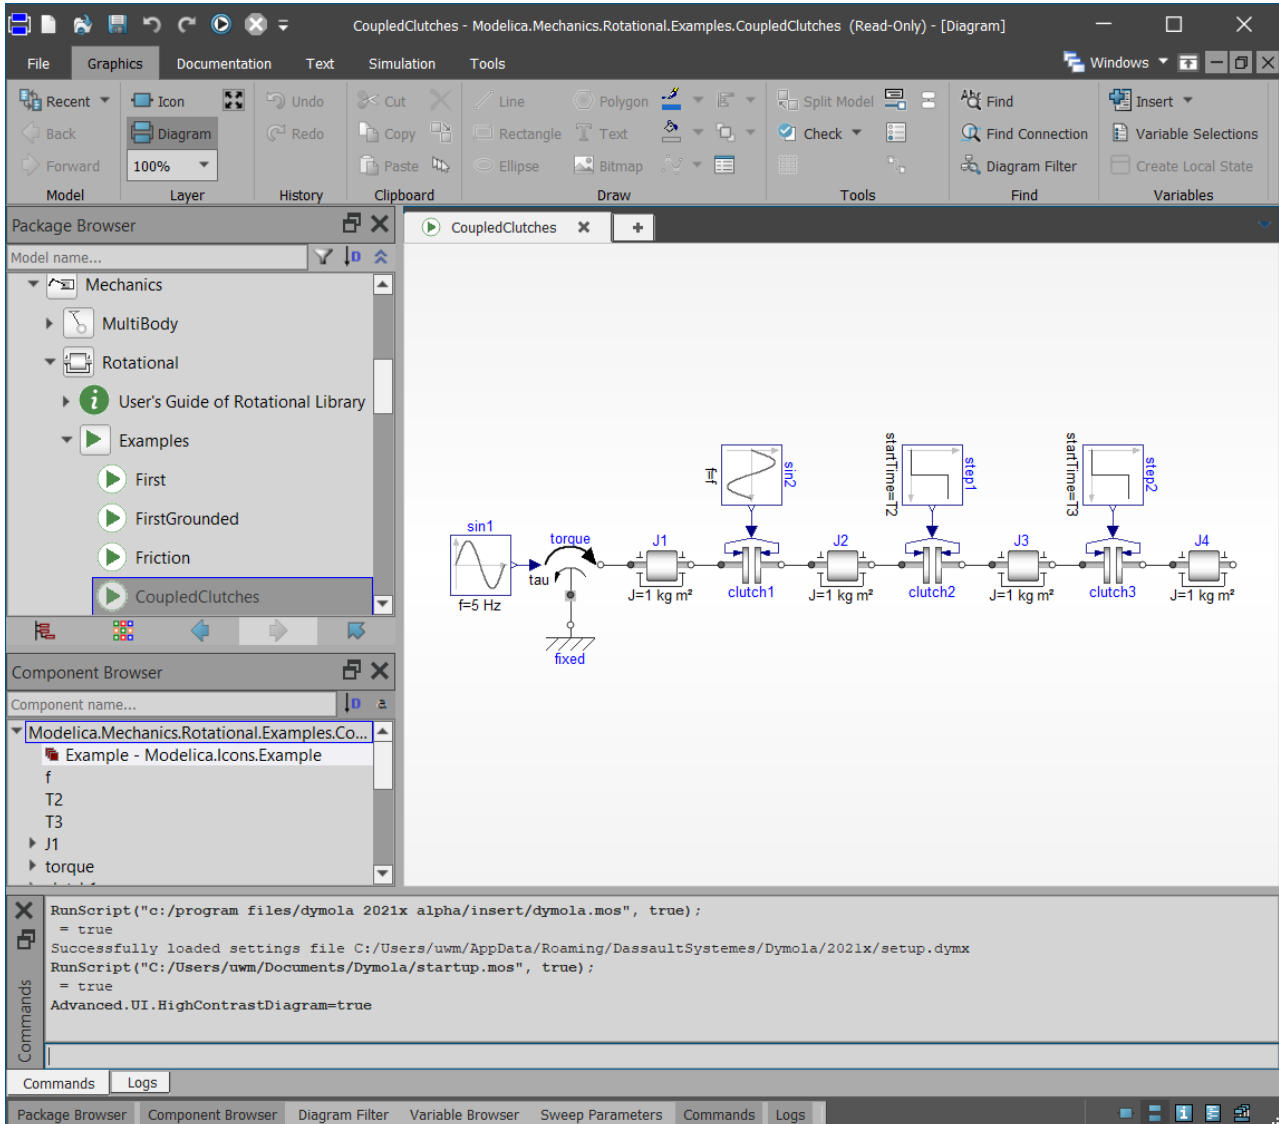 CoupledClutches - Modelica.Mechanics.Rotational.Examples.CoupledClutches (Read-Only) - [Diagram]
File Graphics Documentation Text Simulation Tools Windows
Recent Icon Undo Cut Line Polygon Split Model Find Insert
Back Diagram Redo Copy Rectangle Text Check Find Connection Variable Selections
Forward 100% Paste Ellipse Bitmap Diagram Filter Create Local State
Model Layer History Clipboard Draw Tools Find Variables
Package Browser
CoupledClutches
Model name...
Mechanics
MultiBody
Rotational
User's Guide of Rotational Library
Examples
First
FirstGrounded
Friction
CoupledClutches
Component Browser
Component name...
Modelica.Mechanics.Rotational.Examples.Co...
Example - Modelica.Icons.Example
f
T2
T3
J1
torque
f=f
sin2
startTime=T2
step1
startTime=T3
step2
sin1
torque
J1
J2
J3
J4
tau
f=5 Hz
J=1 kg m²
clutch1
J=1 kg m²
clutch2
J=1 kg m²
clutch3
J=1 kg m²
fixed
RunScript("c:/program files/dymola 2021x alpha/insert/dymola.mos", true);
= true
Successfully loaded settings file C:/Users/uwm/AppData/Roaming/DassaultSystemes/Dymola/2021x/setup.dymx
RunScript("C:/Users/uwm/Documents/Dymola/startup.mos", true);
= true
Advanced.UI.HighContrastDiagram=true
Commands
Commands Logs
Package Browser Component Browser Diagram Filter Variable Browser Sweep Parameters Commands Logs